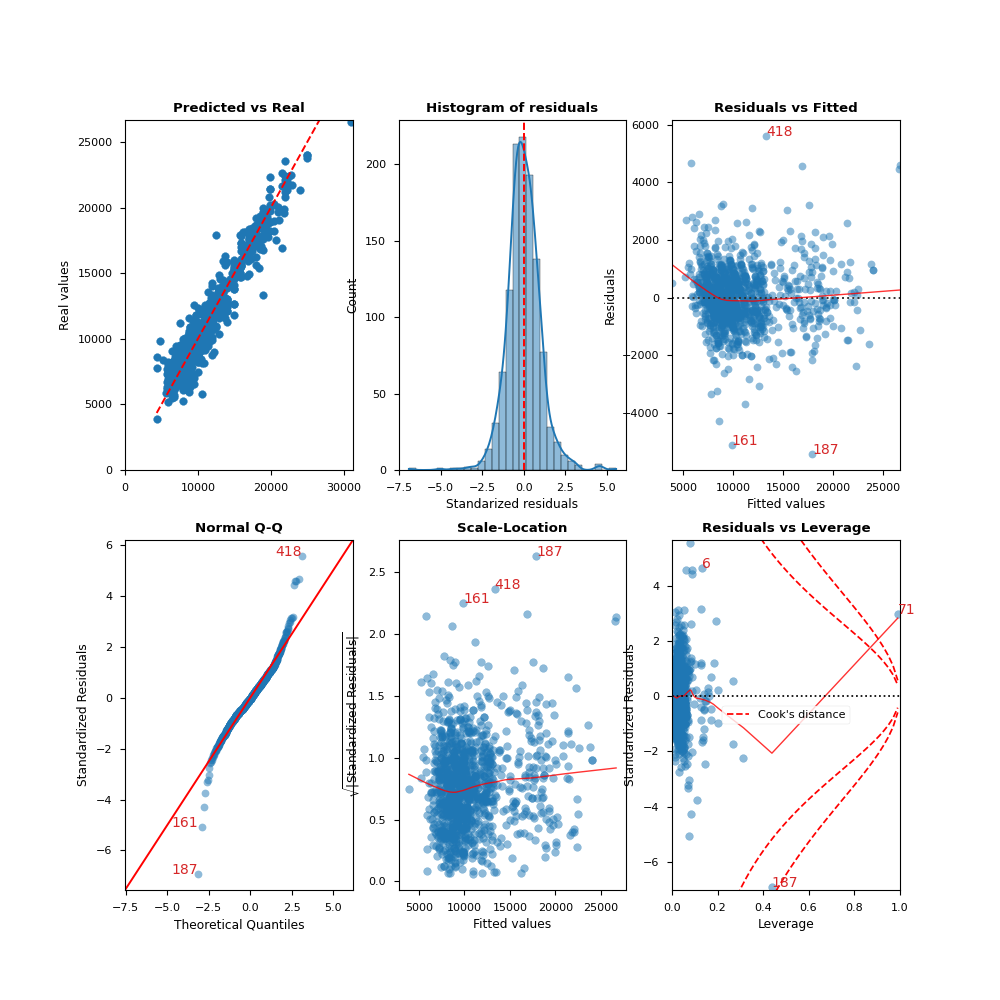 Predicted vs Real
Real values
25000
20000
15000
10000
5000
0
0 10000 20000 30000
Histogram of residuals
Count
200
150
100
50
0
−7.5 −5.0 −2.5 0.0 2.5 5.0
Standarized residuals
Residuals vs Fitted
Residuals
6000
4000
2000
0
−2000
−4000
418
161
187
5000 10000 15000 20000 25000
Fitted values
Normal Q-Q
Standardized Residuals
6
4
2
0
−2
−4
−6
418
161
187
−7.5 −5.0 −2.5 0.0 2.5 5.0
Theoretical Quantiles
Scale-Location
√|Standardized Residuals|
2.5
2.0
1.5
1.0
0.5
0.0
187
418
161
5000 10000 15000 20000 25000
Fitted values
Residuals vs Leverage
Standardized Residuals
4
2
0
−2
−4
−6
6
71
Cook's distance
187
0.0 0.2 0.4 0.6 0.8 1.0
Leverage